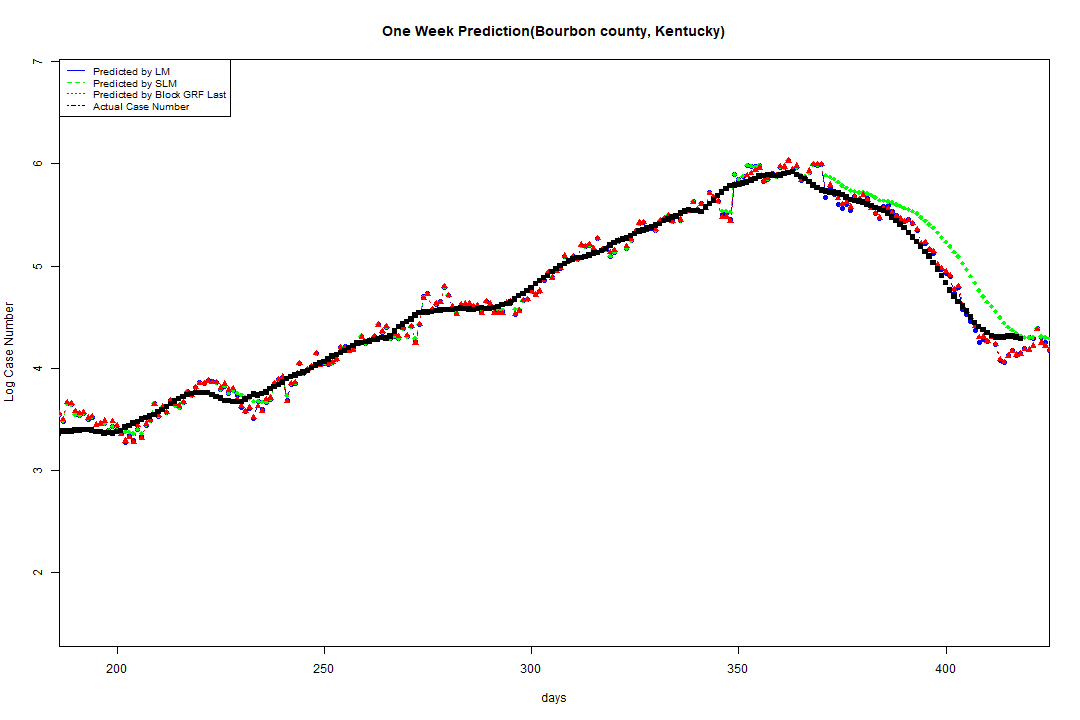 One Week Prediction(Bourbon county, Kentucky)
Predicted by LM
Predicted by SLM
Predicted by Block GRF Last
Actual Case Number
7
6
5
4
3
2
Log Case Number
200
250
300
350
400
days